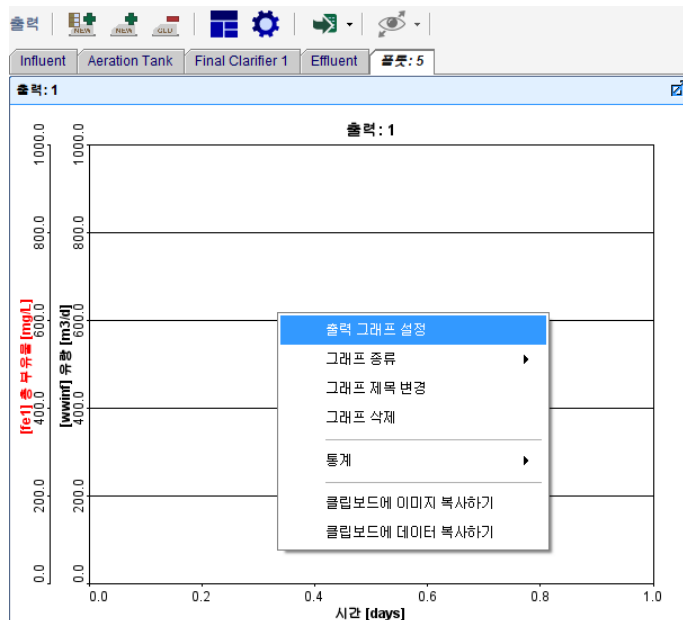 출력
NEW
NEW
OLD
Influent
Aeration Tank
Final Clarifier 1
Effluent
플롯: 5
출력: 1
출력: 1
[fe1] 총 부유물 [mg/L]
1000.0
800.0
600.0
400.0
200.0
0.0
[wwinf] 유량 [m3/d]
1000.0
800.0
600.0
400.0
200.0
0.0
출력 그래프 설정
그래프 종류
그래프 제목 변경
그래프 삭제
통계
클립보드에 이미지 복사하기
클립보드에 데이터 복사하기
0.0 0.2 0.4 0.6 0.8 1.0
시간 [days]